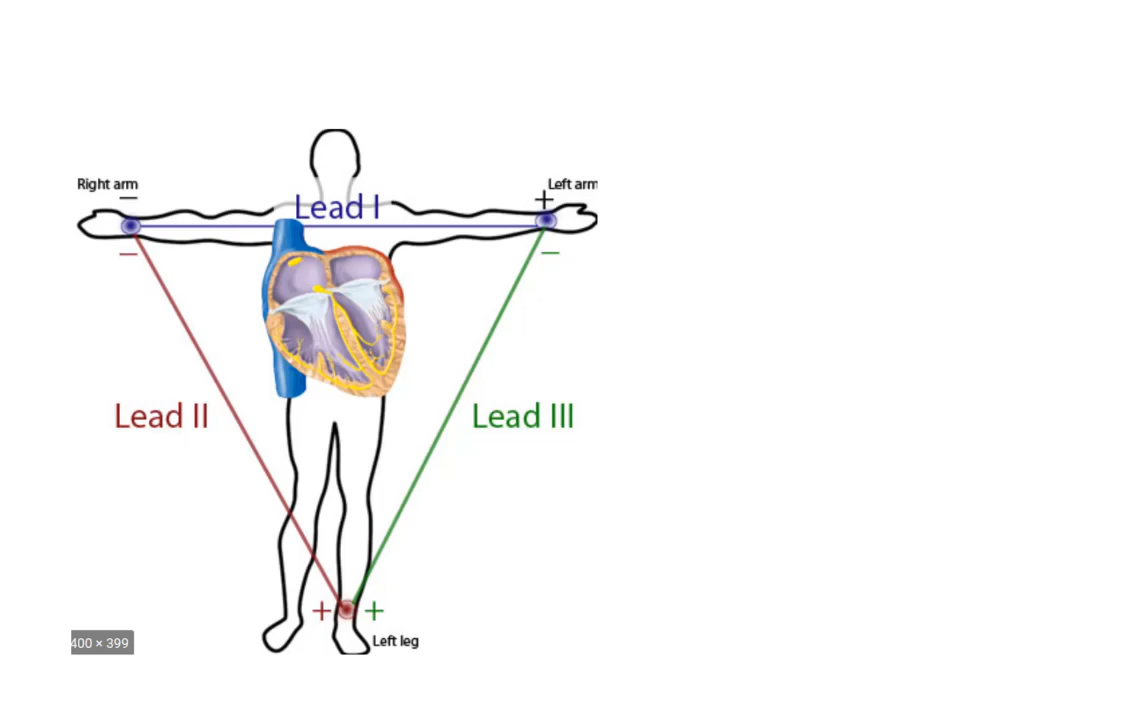 Right arm
Left arm
−
+
Lead I
−
−
Lead II
Lead III
+
+
Left leg
400 × 399